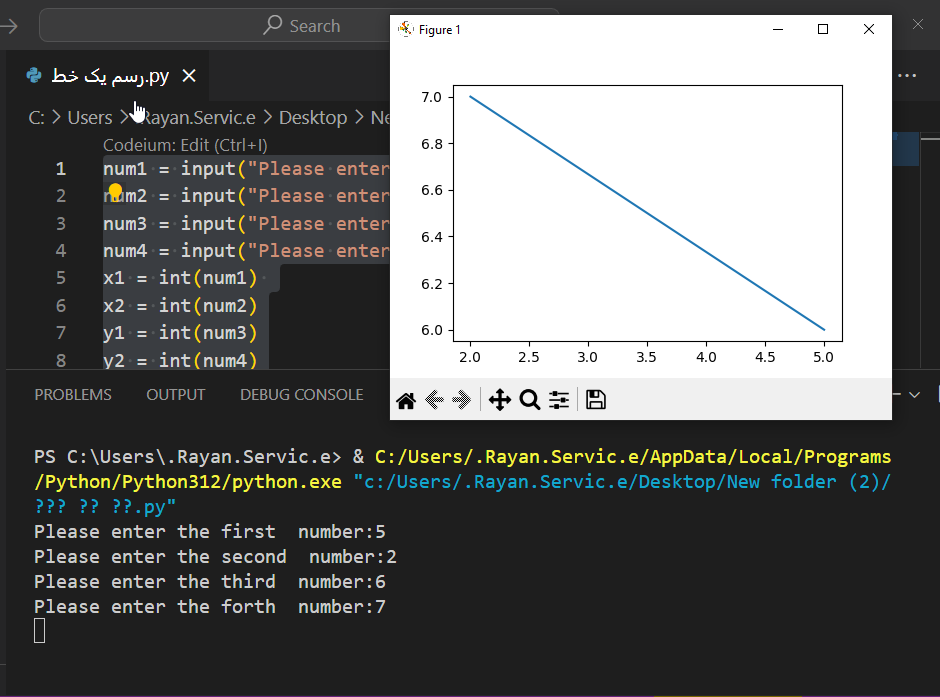 Search
رسم یک خط.py
C: > Users > .Rayan.Servic.e > Desktop > Ne
Codeium: Edit (Ctrl+I)
1 num1 = input("Please enter
2 num2 = input("Please enter
3 num3 = input("Please enter
4 num4 = input("Please enter
5 x1 = int(num1)
6 x2 = int(num2)
7 y1 = int(num3)
8 y2 = int(num4)
Figure 1
7.0
6.8
6.6
6.4
6.2
6.0
2.0 2.5 3.0 3.5 4.0 4.5 5.0
PROBLEMS OUTPUT DEBUG CONSOLE
PS C:\Users\.Rayan.Servic.e> & C:/Users/.Rayan.Servic.e/AppData/Local/Programs
/Python/Python312/python.exe "c:/Users/.Rayan.Servic.e/Desktop/New folder (2)/
??? ?? ??.py"
Please enter the first  number:5
Please enter the second  number:2
Please enter the third  number:6
Please enter the forth  number:7